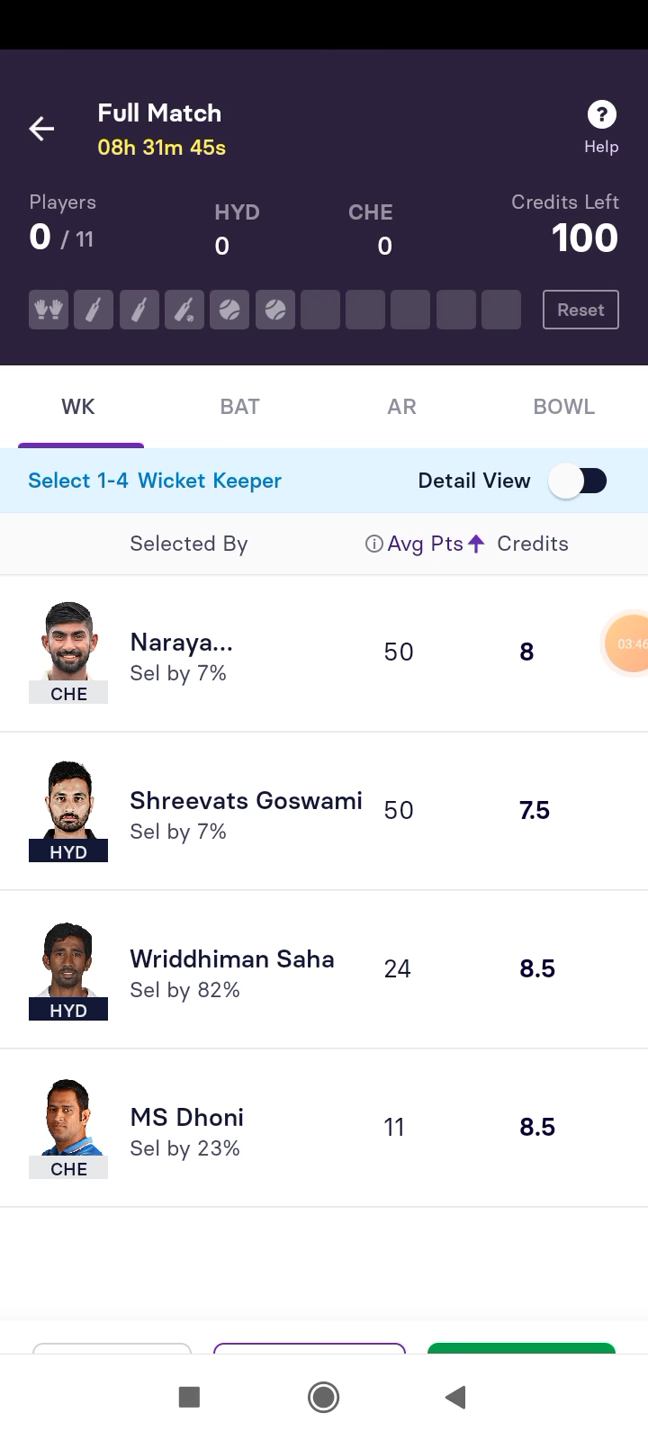 Full Match
08h 31m 45s
?
Help
Players
HYD
CHE
Credits Left
0 / 11
0
0
100
Reset
WK
BAT
AR
BOWL
Select 1-4 Wicket Keeper
Detail View
Selected By
Avg Pts
Credits
Naraya...
Sel by 7%
50
8
CHE
03:46
Shreevats Goswami
Sel by 7%
50
7.5
HYD
Wriddhiman Saha
Sel by 82%
24
8.5
HYD
MS Dhoni
Sel by 23%
11
8.5
CHE